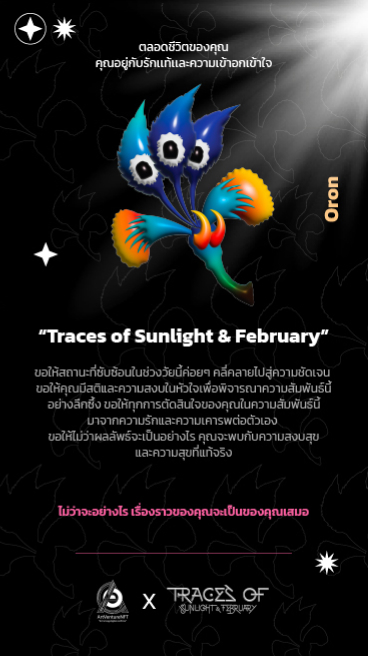 ตลอดชีวิตของคุณ
คุณอยู่กับรักแท้และความเข้าอกเข้าใจ
Oron
“Traces of Sunlight & February”
ขอให้สถานะที่ซับซ้อนในช่วงวัยนี้ค่อยๆ คลี่คลายไปสู่ความชัดเจน
ขอให้คุณมีสติและความสงบในหัวใจเพื่อพิจารณาความสัมพันธ์นี้
อย่างลึกซึ้ง ขอให้ทุกการตัดสินใจของคุณในความสัมพันธ์นี้
มาจากความรักและความเคารพต่อตัวเอง
ขอให้ไม่ว่าผลลัพธ์จะเป็นอย่างไร คุณจะพบกับความสงบสุข
และความสุขที่แท้จริง
ไม่ว่าจะอย่างไร เรื่องราวของคุณจะเป็นของคุณเสมอ
X
TRACES OF
SUNLIGHT & FEBRUARY